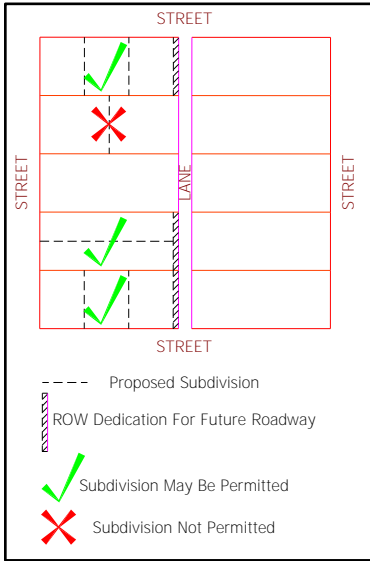 STREET
STREET
LANE
STREET
STREET
Proposed Subdivision
ROW Dedication For Future Roadway
Subdivision May Be Permitted
Subdivision Not Permitted